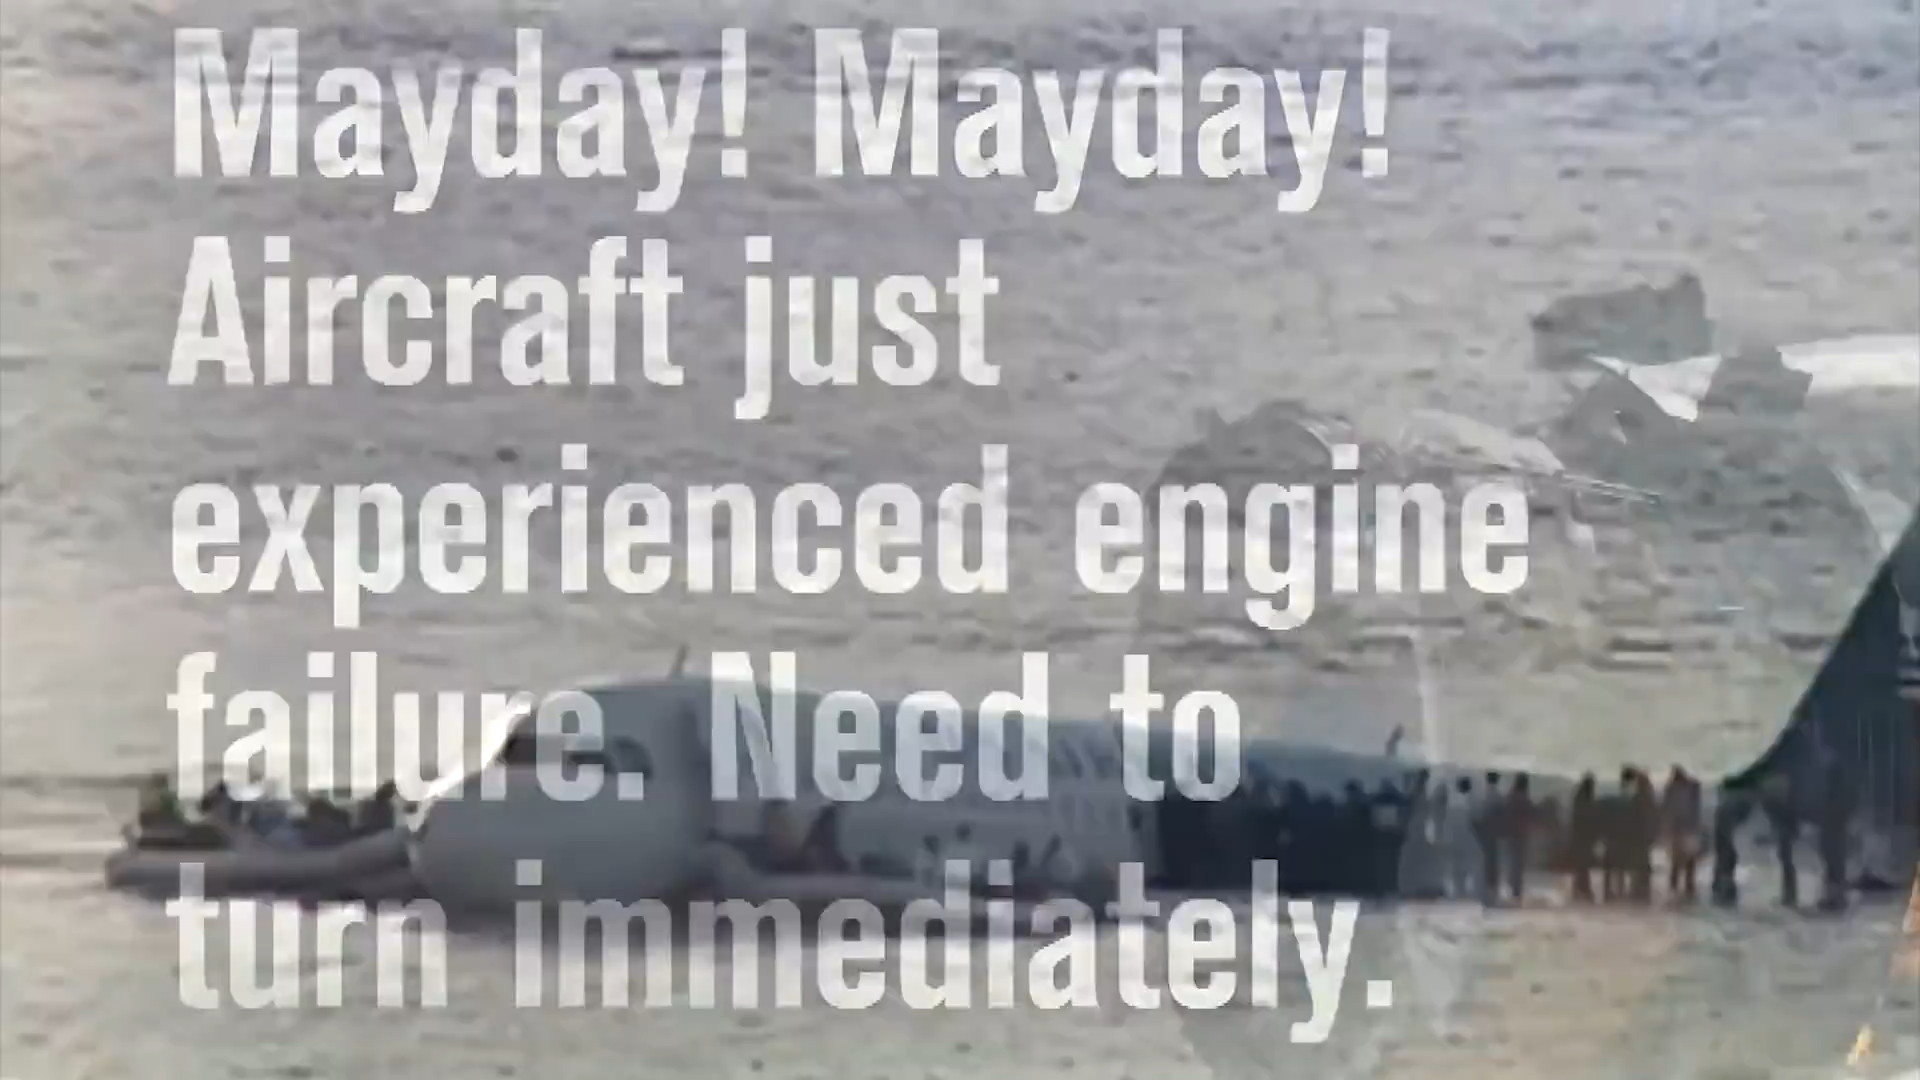 Mayday! Mayday!
Aircraft just
experienced engine
failure. Need to
turn immediately.